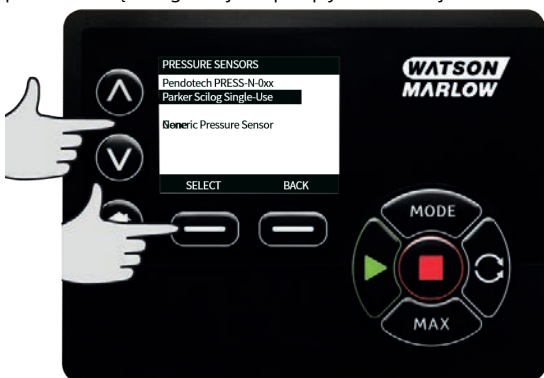 PRESSURE SENSORS
Pendotech PRESS-N-0xx
Parker Scilog Single-Use
Generic Pressure Sensor
SELECT BACK
WATSON
MARLOW
MODE
MAX